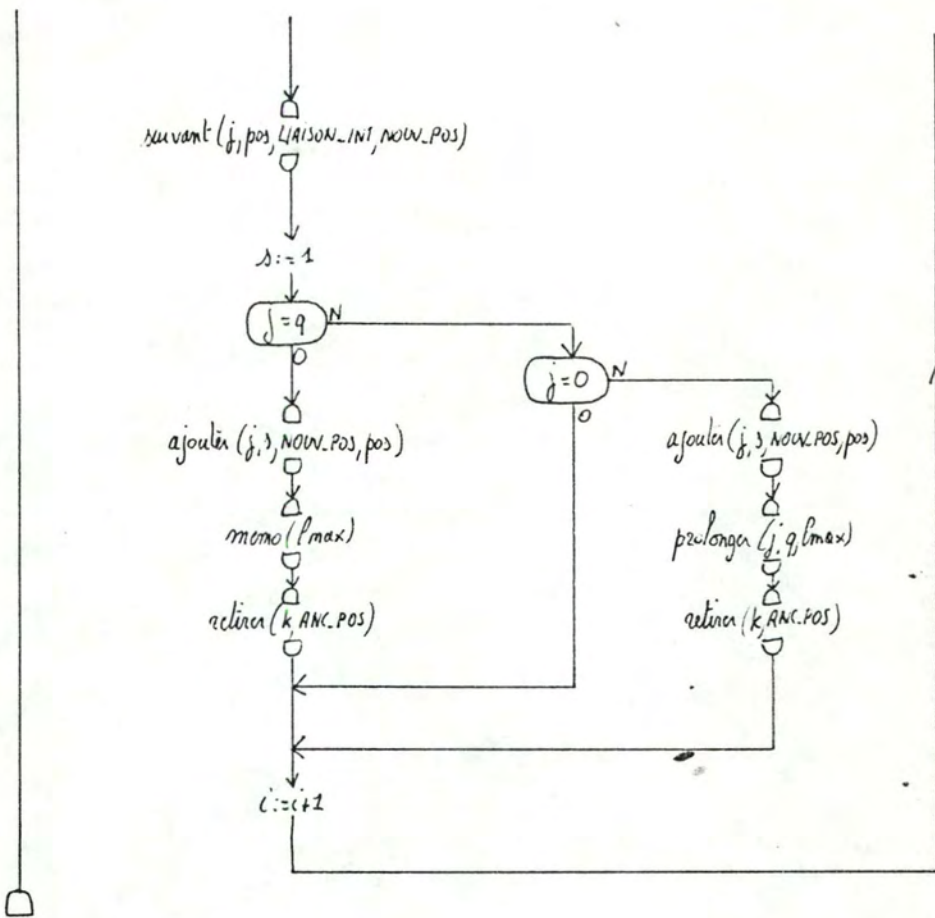 suivant (j, pos, LIAISON_INT, NOUV_POS)
s:=1
j=q
N
O
j=0
N
O
ajouter (j, s, NOUV_POS, pos)
ajouter (j, s, NOUV_POS, pos)
memo (lmax)
prolonger (j, q, lmax)
retirer (k, ANC_POS)
retirer (k, ANC_POS)
i:=i+1